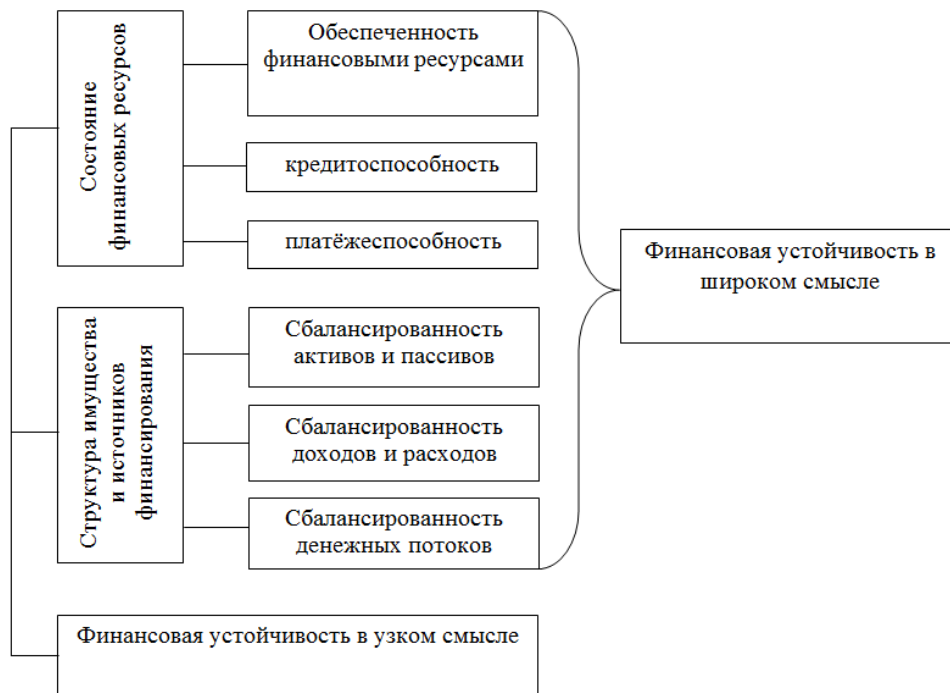 Состояние
финансовых ресурсов
Обеспеченность
финансовыми ресурсами
кредитоспособность
платёжеспособность
Структура имущества
и источников
финансирования
Сбалансированность
активов и пассивов
Сбалансированность
доходов и расходов
Сбалансированность
денежных потоков
Финансовая устойчивость в
широком смысле
Финансовая устойчивость в узком смысле